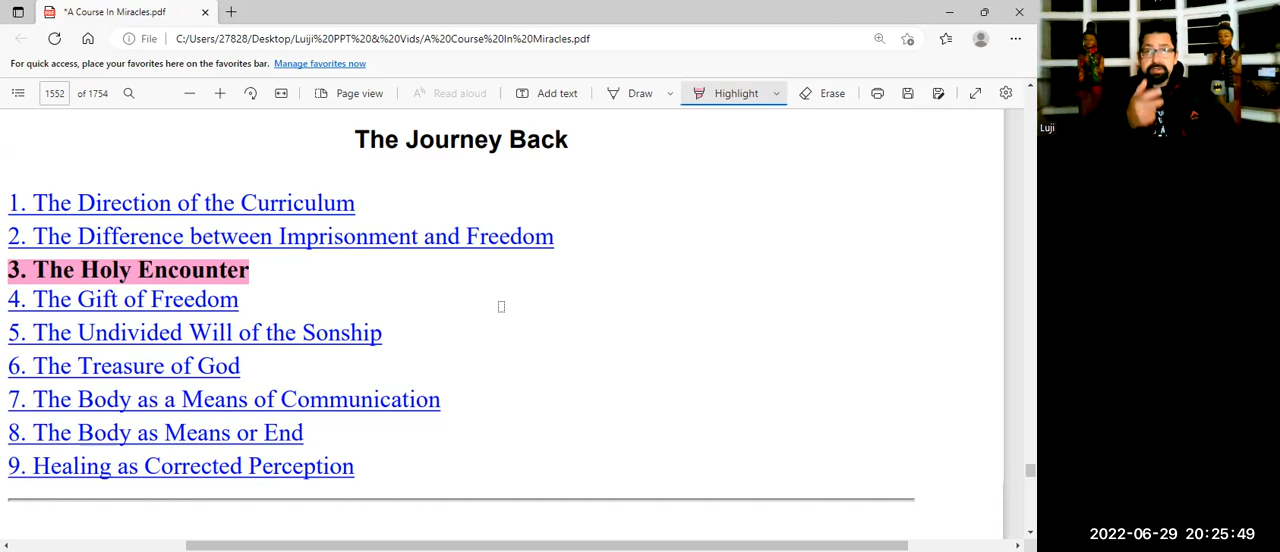 *A Course In Miracles.pdf
File C:/Users/27828/Desktop/Luiji%20PPT%20&%20Vids/A%20Course%20In%20Miracles.pdf
For quick access, place your favorites here on the favorites bar. Manage favorites now
1552 of 1754 Page view Read aloud Add text Draw Highlight Erase
The Journey Back
1. The Direction of the Curriculum
2. The Difference between Imprisonment and Freedom
3. The Holy Encounter
4. The Gift of Freedom
5. The Undivided Will of the Sonship
6. The Treasure of God
7. The Body as a Means of Communication
8. The Body as Means or End
9. Healing as Corrected Perception
Luji
2022-06-29 20:25:49